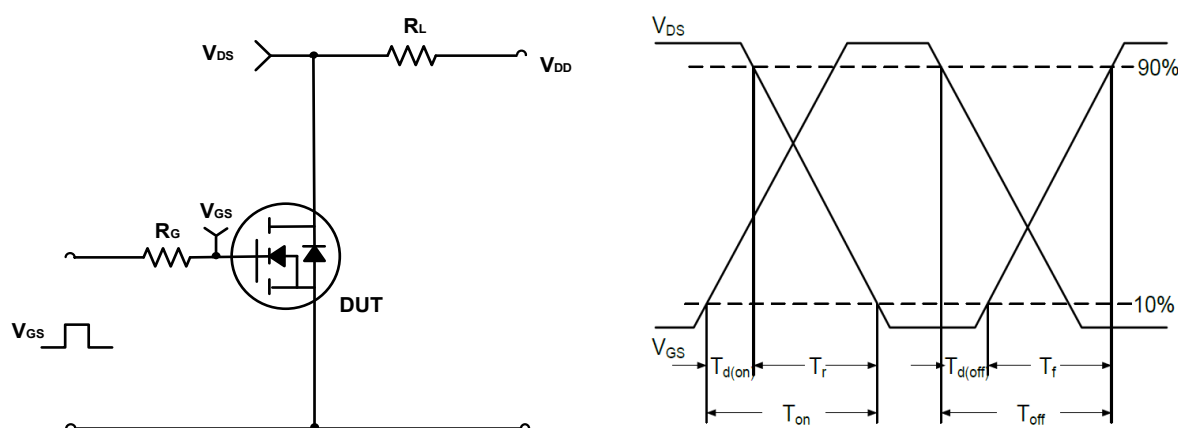 RL
VDS
VDD
VGS
RG
DUT
VGS
VDS
90%
10%
VGS
Td(on)
Tr
Td(off)
Tf
Ton
Toff